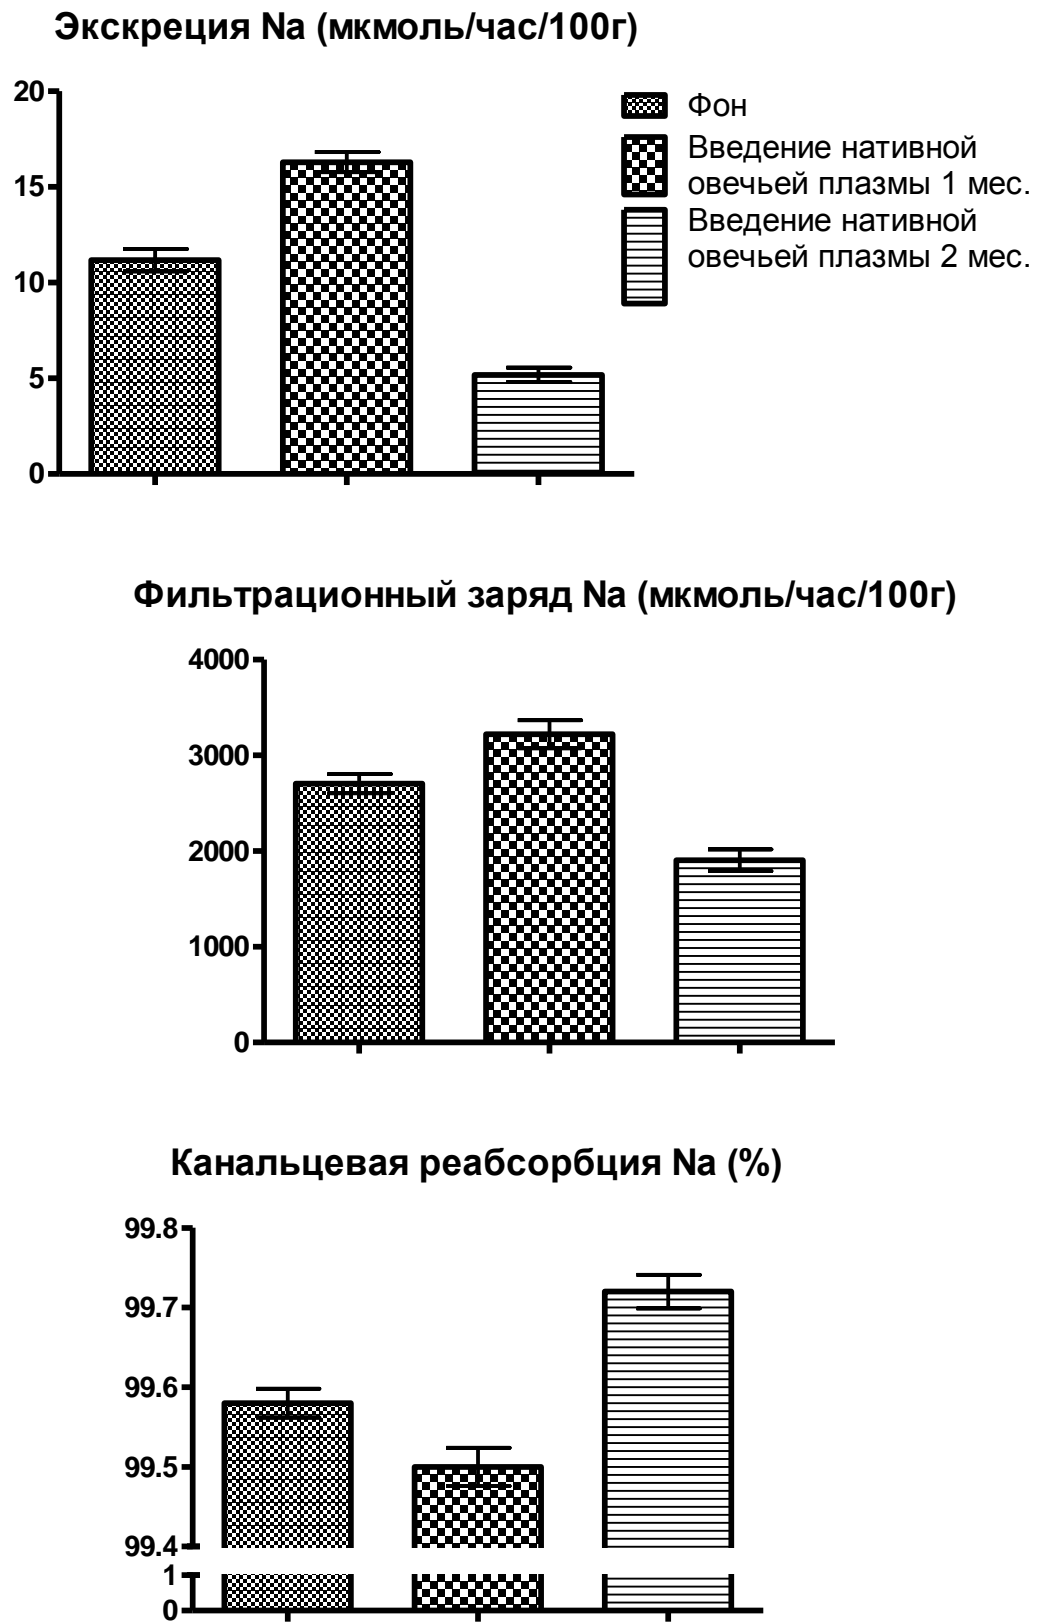 Экскреция Na (мкмоль/час/100г)
20
15
10
5
0
Фон
Введение нативной
овечьей плазмы 1 мес.
Введение нативной
овечьей плазмы 2 мес.
Фильтрационный заряд Na (мкмоль/час/100г)
4000
3000
2000
1000
0
Канальцевая реабсорбция Na (%)
99.8
99.7
99.6
99.5
99.4
1
0